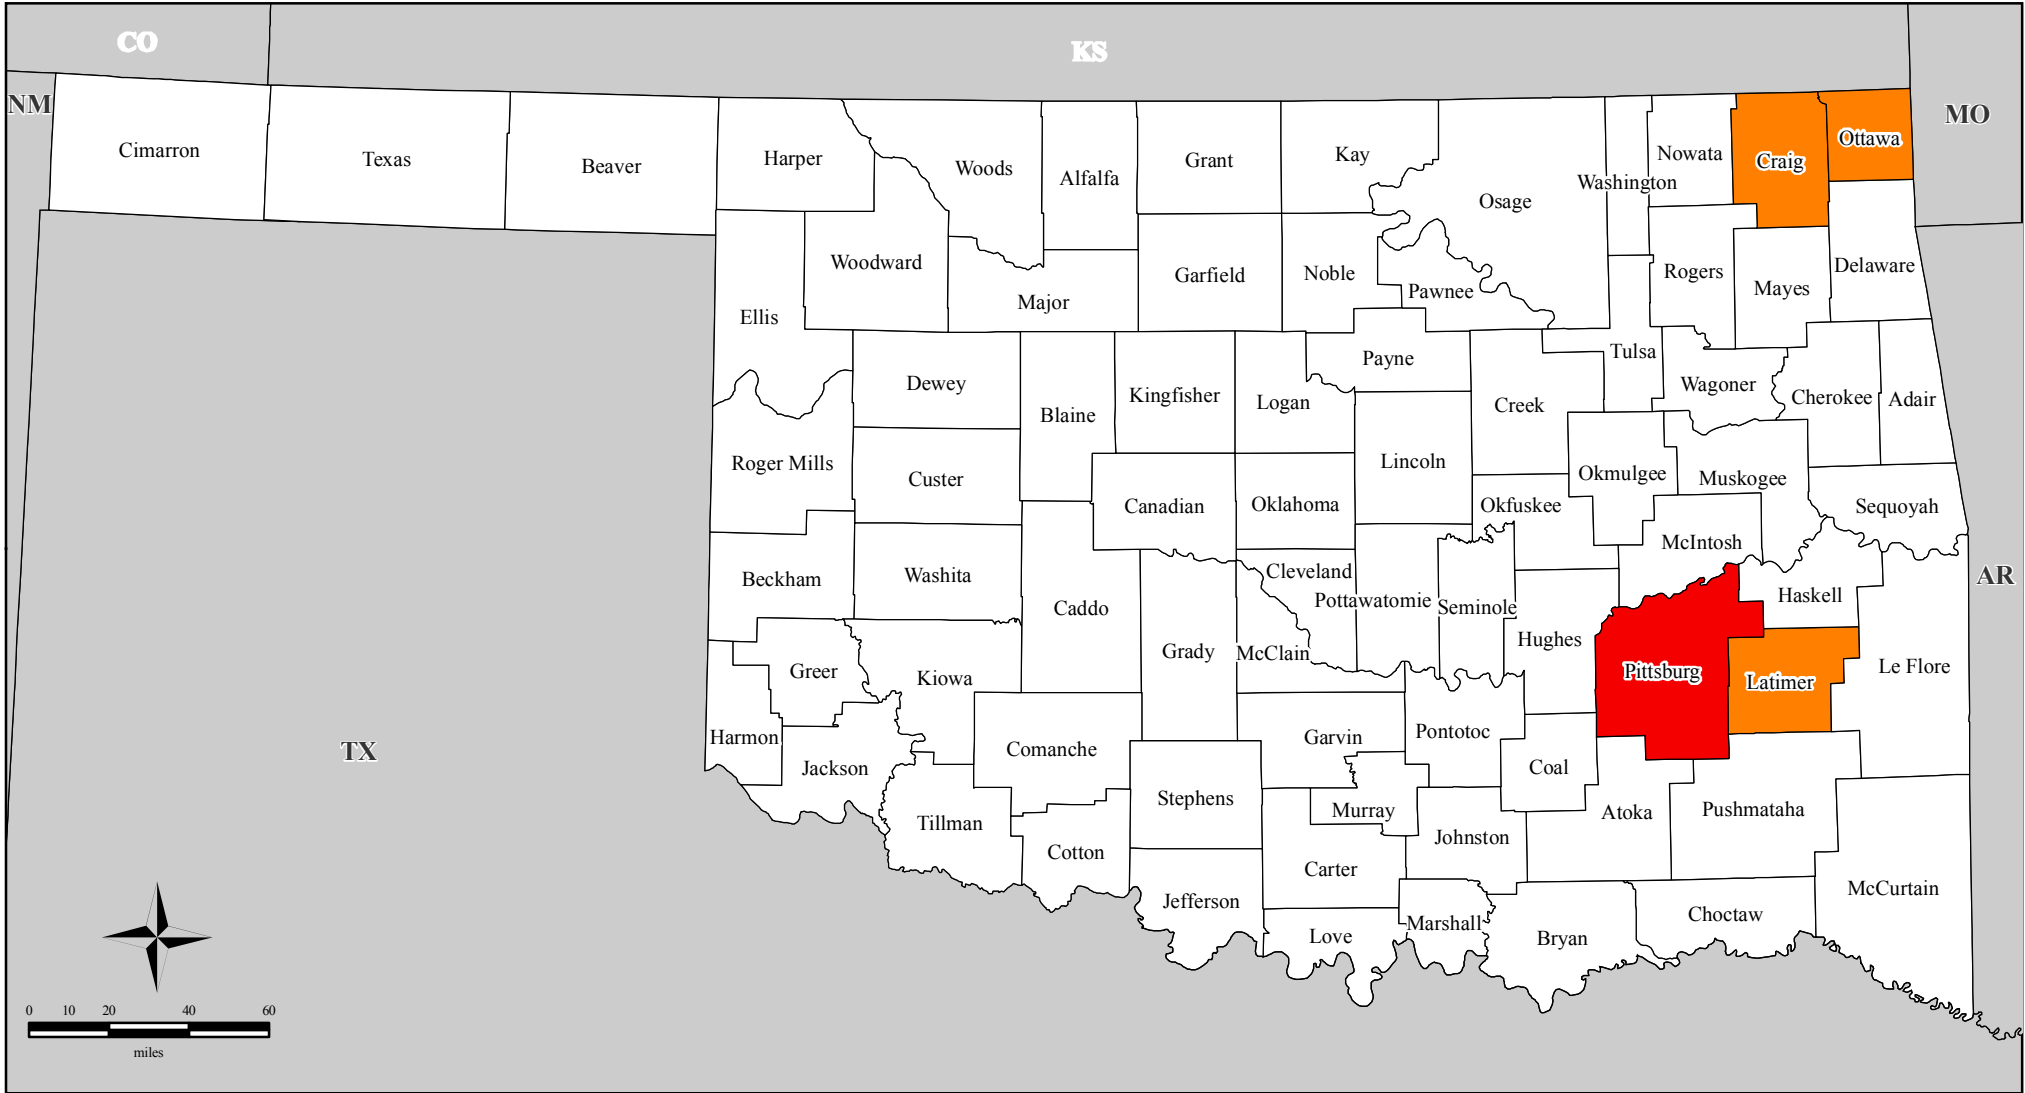 CO
KS
NM
MO
Cimarron
Texas
Beaver
Harper
Woods
Alfalfa
Grant
Kay
Osage
Washington
Nowata
Craig
Ottawa
Ellis
Woodward
Major
Garfield
Noble
Pawnee
Rogers
Mayes
Delaware
Dewey
Blaine
Kingfisher
Logan
Payne
Creek
Tulsa
Wagoner
Cherokee
Adair
Roger Mills
Custer
Canadian
Oklahoma
Lincoln
Okfuskee
Okmulgee
Muskogee
Sequoyah
Beckham
Washita
Caddo
Grady
McClain
Cleveland
Pottawatomie
Seminole
Hughes
McIntosh
Haskell
AR
Greer
Kiowa
Pittsburg
Latimer
Le Flore
TX
Harmon
Jackson
Comanche
Garvin
Pontotoc
Coal
Tillman
Cotton
Stephens
Murray
Johnston
Atoka
Pushmataha
Carter
McCurtain
Jefferson
Love
Marshall
Bryan
Choctaw
0 10 20 40 60
miles